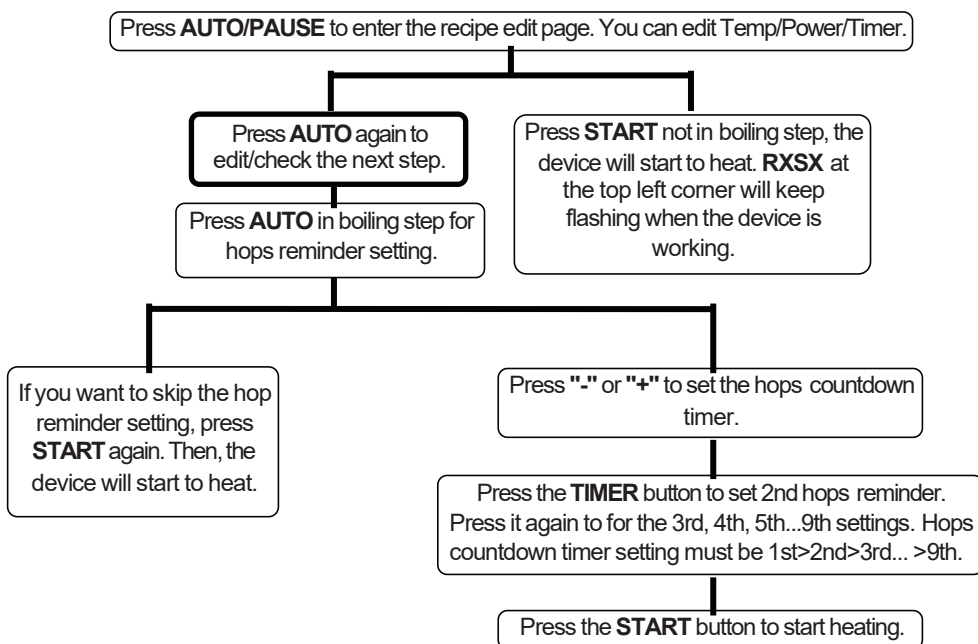 Press AUTO/PAUSE to enter the recipe edit page. You can edit Temp/Power/Timer.
Press AUTO again to
edit/check the next step.
Press START not in boiling step, the
device will start to heat. RXSX at
the top left corner will keep
flashing when the device is
working.
Press AUTO in boiling step for
hops reminder setting.
If you want to skip the hop
reminder setting, press
START again. Then, the
device will start to heat.
Press "-" or "+" to set the hops countdown
timer.
Press the TIMER button to set 2nd hops reminder.
Press it again to for the 3rd, 4th, 5th...9th settings. Hops
countdown timer setting must be 1st>2nd>3rd... >9th.
Press the START button to start heating.